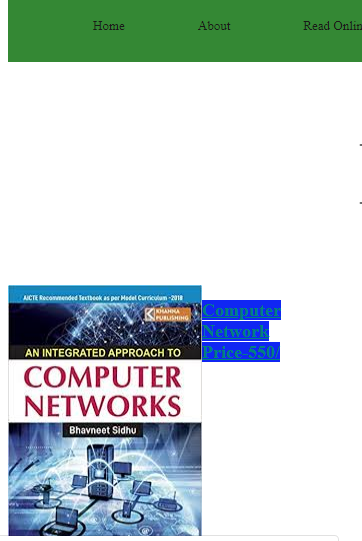 Home About Read Onlin
AICTE Recommended Textbook as per Model Curriculum -2018
KHANNA
PUBLISHING
AN INTEGRATED APPROACH TO
COMPUTER
NETWORKS
Bhavneet Sidhu
Computer
Network
Price-550/